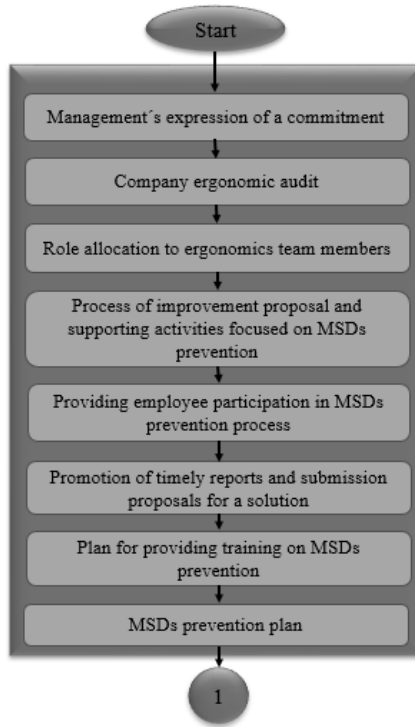 Start
Management´s expression of a commitment
Company ergonomic audit
Role allocation to ergonomics team members
Process of improvement proposal and
supporting activities focused on MSDs
prevention
Providing employee participation in MSDs
prevention process
Promotion of timely reports and submission
proposals for a solution
Plan for providing training on MSDs
prevention
MSDs prevention plan
1